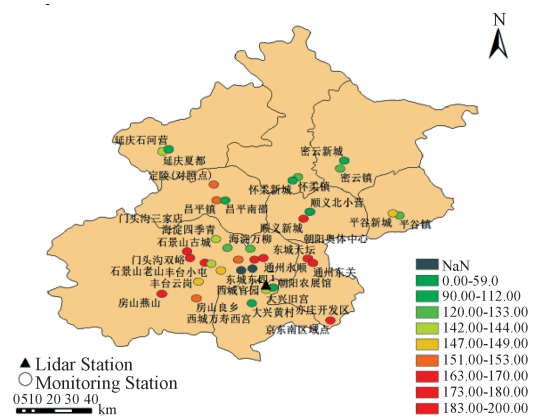 N
延庆石河营
延庆夏都
定陵(对照点)
密云新城
密云镇
怀柔新城
怀柔镇
昌平镇
昌平南邵
顺义北小营
平谷新城
平谷镇
门头沟三家店
海淀四季青
顺义新城
石景山古城
海淀万柳
朝阳奥体中心
东城天坛
门头沟双峪
通州永顺
石景山老山
丰台小屯
通州东关
东城东四
丰台云岗
西城官园
朝阳农展馆
房山燕山
房山良乡
大兴旧宫
大兴黄村
亦庄开发区
西城万寿西宫
京东南区域点
NaN
0.00-59.0
90.00-112.00
120.00-133.00
142.00-144.00
147.00-149.00
151.00-153.00
163.00-170.00
173.00-180.00
183.00-200.00
Lidar Station
Monitoring Station
0 5 10 20 30 40
km